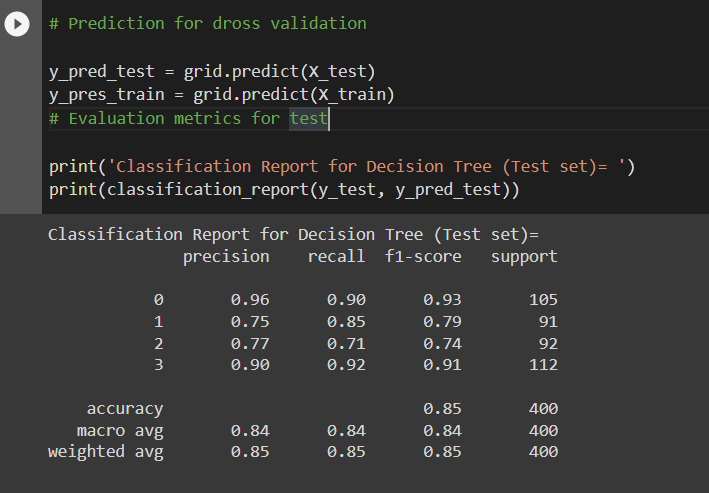 # Prediction for dross validation
y_pred_test = grid.predict(X_test)
y_pres_train = grid.predict(X_train)
# Evaluation metrics for test
print('Classification Report for Decision Tree (Test set)= ')
print(classification_report(y_test, y_pred_test))
Classification Report for Decision Tree (Test set)=
precision recall f1-score support
0 0.96 0.90 0.93 105
1 0.75 0.85 0.79 91
2 0.77 0.71 0.74 92
3 0.90 0.92 0.91 112
accuracy 0.85 400
macro avg 0.84 0.84 0.84 400
weighted avg 0.85 0.85 0.85 400